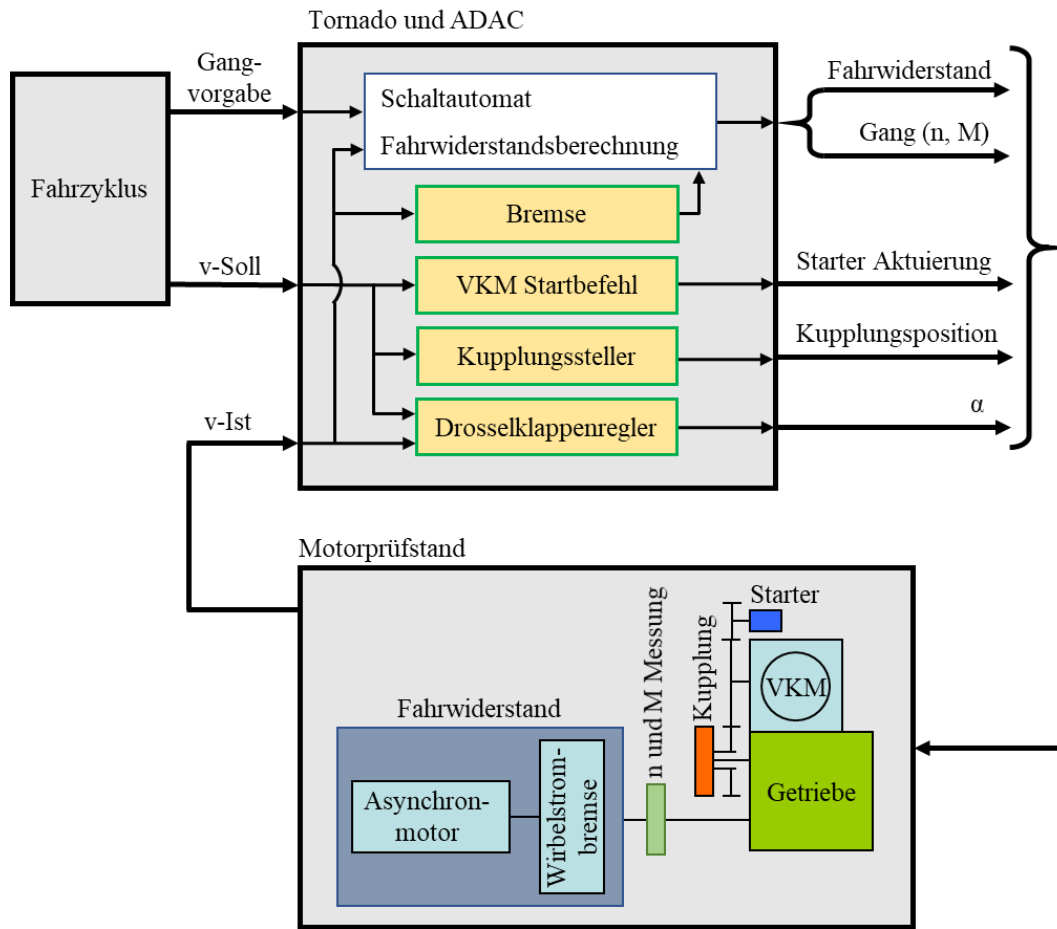 Tornado und ADAC
Gang-
vorgabe
Fahrzyklus
v-Soll
v-Ist
Schaltautomat
Fahrwiderstandsberechnung
Bremse
VKM Startbefehl
Kupplungssteller
Drosselklappenregler
Fahrwiderstand
Gang (n, M)
Starter Aktuierung
Kupplungsposition
α
Motorprüfstand
Fahrwiderstand
Asynchron-
motor
Wirbelstrom-
bremse
n und M Messung
Kupplung
Starter
VKM
Getriebe